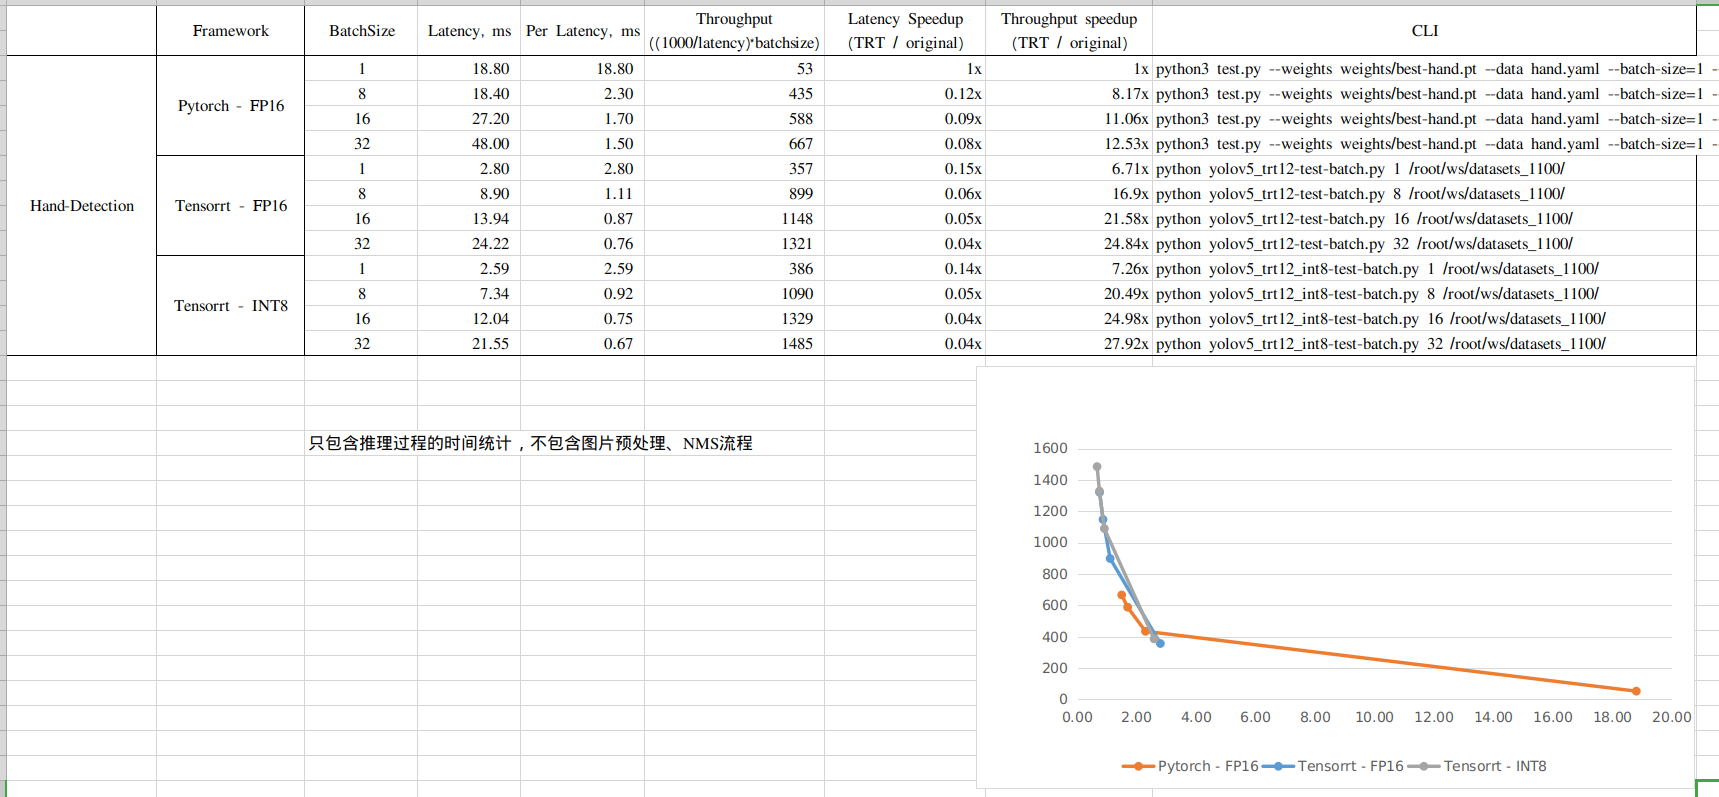 Framework BatchSize Latency, ms Per Latency, ms Throughput ((1000/latency)*batchsize) Latency Speedup (TRT / original) Throughput speedup (TRT / original) CLI
Hand-Detection
Pytorch - FP16
1 18.80 18.80 53 1x 1x python3 test.py --weights weights/best-hand.pt --data hand.yaml --batch-size=1 --
8 18.40 2.30 435 0.12x 8.17x python3 test.py --weights weights/best-hand.pt --data hand.yaml --batch-size=1 --
16 27.20 1.70 588 0.09x 11.06x python3 test.py --weights weights/best-hand.pt --data hand.yaml --batch-size=1 --
32 48.00 1.50 667 0.08x 12.53x python3 test.py --weights weights/best-hand.pt --data hand.yaml --batch-size=1 --
Tensorrt - FP16
1 2.80 2.80 357 0.15x 6.71x python yolov5_trt12-test-batch.py 1 /root/ws/datasets_1100/
8 8.90 1.11 899 0.06x 16.9x python yolov5_trt12-test-batch.py 8 /root/ws/datasets_1100/
16 13.94 0.87 1148 0.05x 21.58x python yolov5_trt12-test-batch.py 16 /root/ws/datasets_1100/
32 24.22 0.76 1321 0.04x 24.84x python yolov5_trt12-test-batch.py 32 /root/ws/datasets_1100/
Tensorrt - INT8
1 2.59 2.59 386 0.14x 7.26x python yolov5_trt12_int8-test-batch.py 1 /root/ws/datasets_1100/
8 7.34 0.92 1090 0.05x 20.49x python yolov5_trt12_int8-test-batch.py 8 /root/ws/datasets_1100/
16 12.04 0.75 1329 0.04x 24.98x python yolov5_trt12_int8-test-batch.py 16 /root/ws/datasets_1100/
32 21.55 0.67 1485 0.04x 27.92x python yolov5_trt12_int8-test-batch.py 32 /root/ws/datasets_1100/
只包含推理过程的时间统计，不包含图片预处理、NMS流程
1600
1400
1200
1000
800
600
400
200
0
0.00 2.00 4.00 6.00 8.00 10.00 12.00 14.00 16.00 18.00 20.00
Pytorch - FP16 Tensorrt - FP16 Tensorrt - INT8